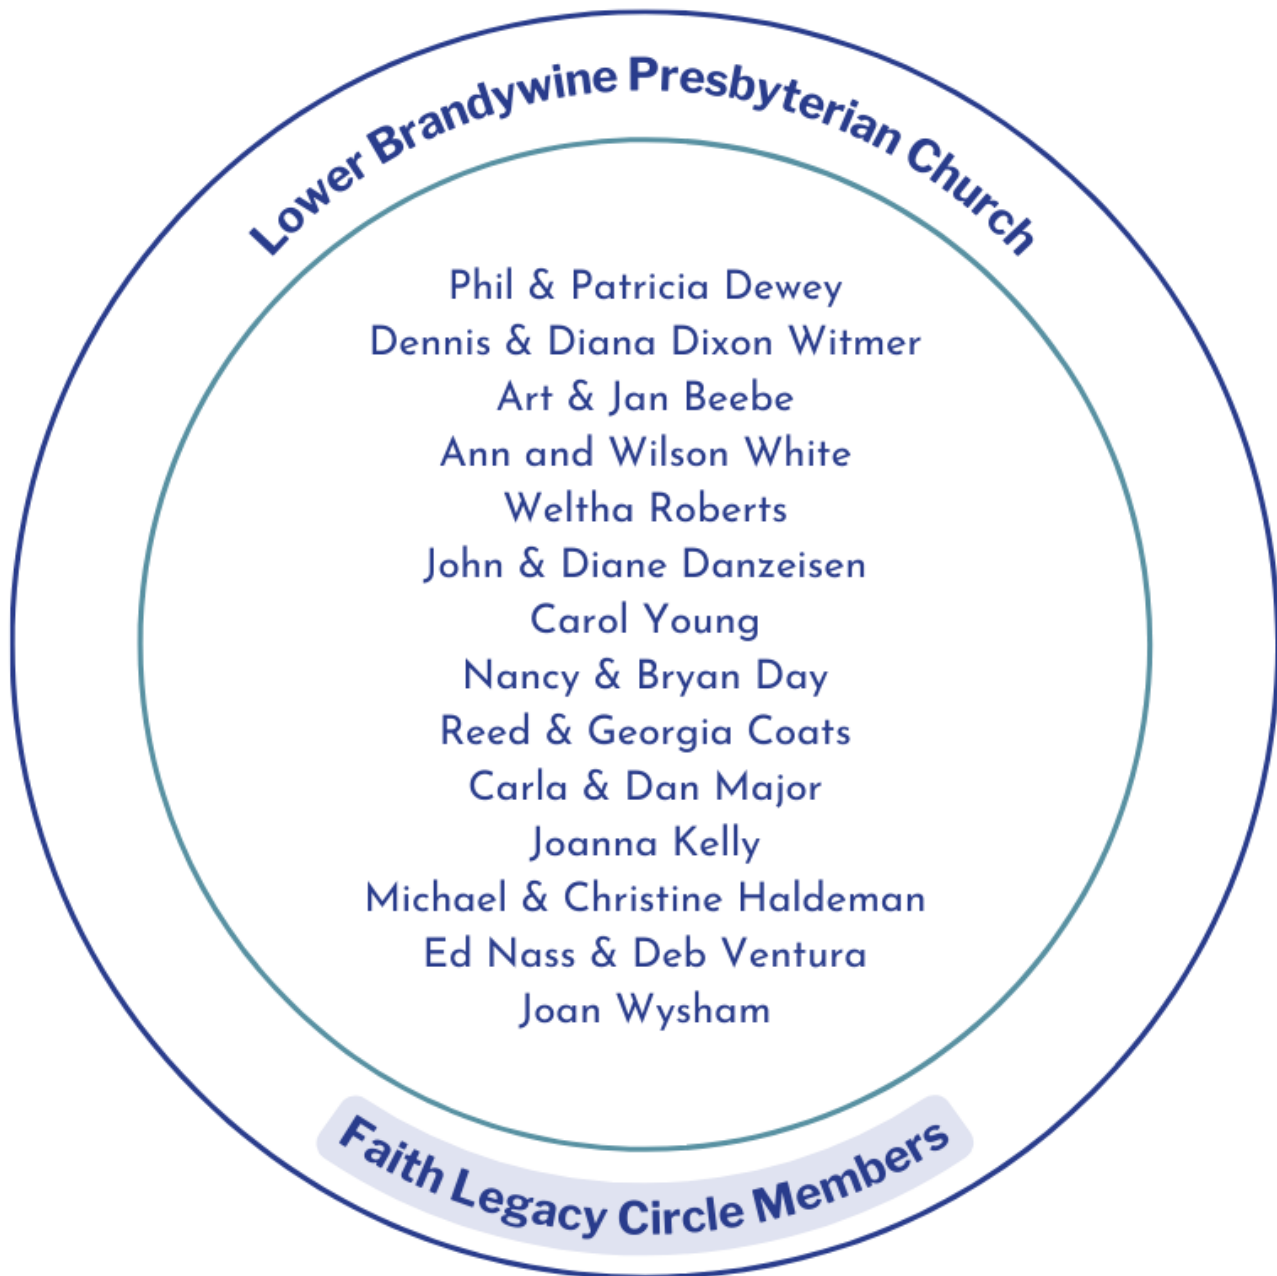 Lower Brandywine Presbyterian Church
Phil & Patricia Dewey
Dennis & Diana Dixon Witmer
Art & Jan Beebe
Ann and Wilson White
Weltha Roberts
John & Diane Danzeisen
Carol Young
Nancy & Bryan Day
Reed & Georgia Coats
Carla & Dan Major
Joanna Kelly
Michael & Christine Haldeman
Ed Nass & Deb Ventura
Joan Wysham
Faith Legacy Circle Members